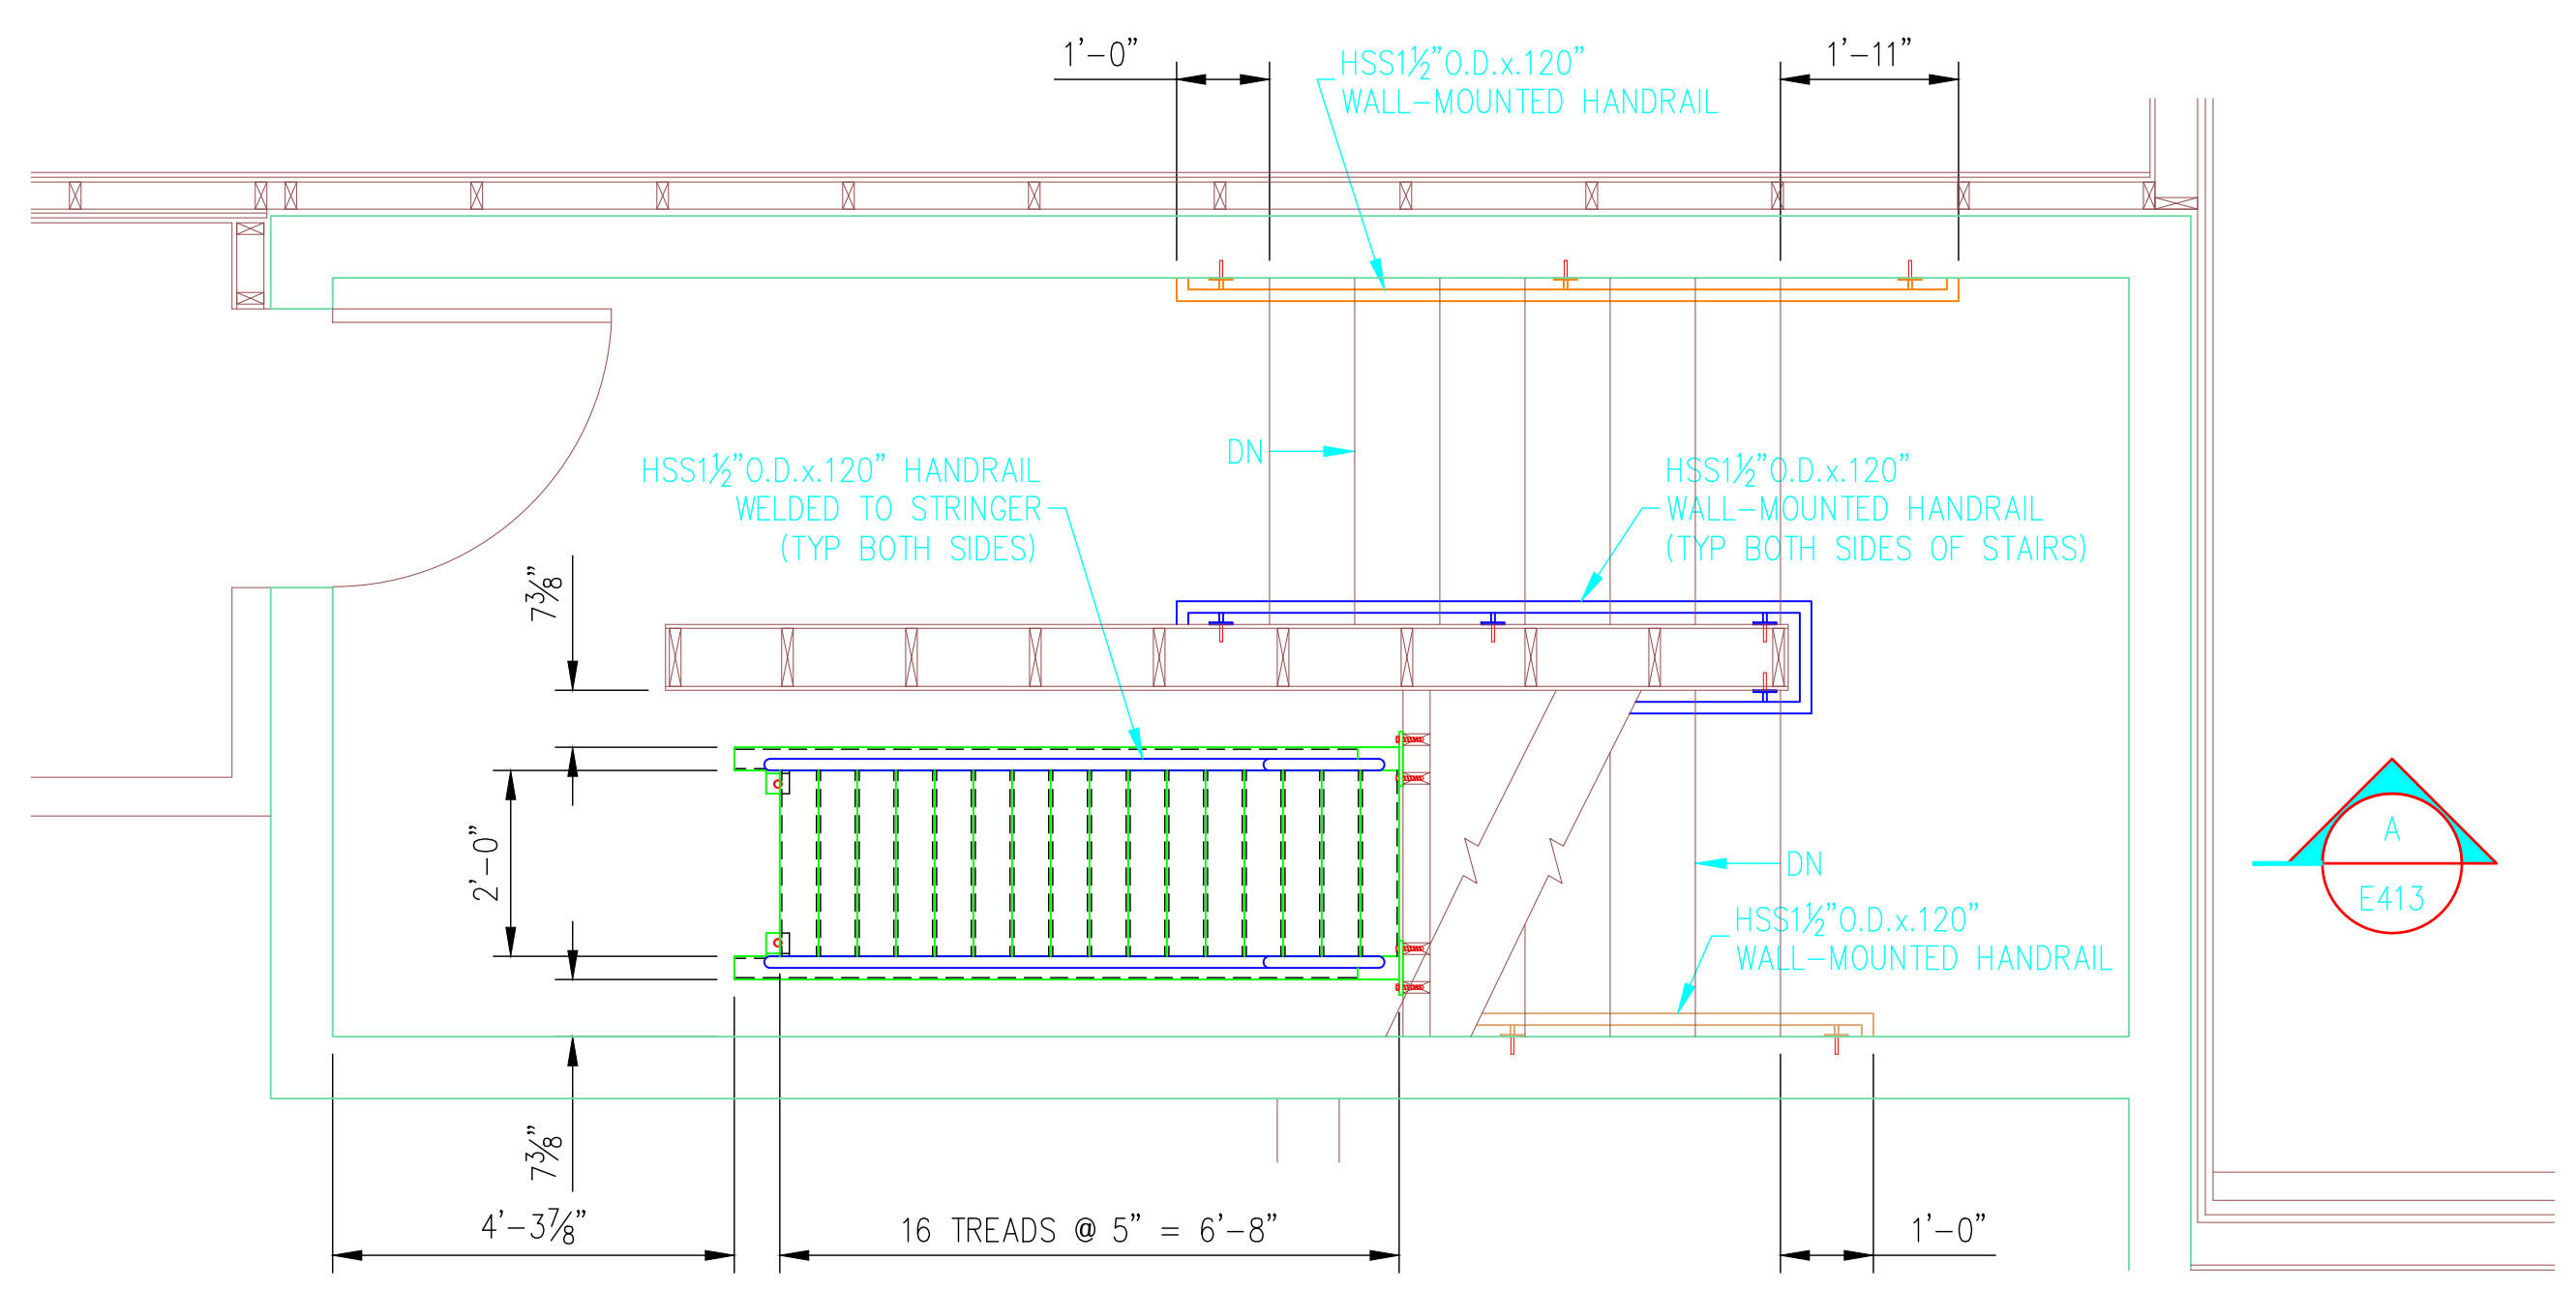 1'-0"
HSS1½"O.D.x.120"
WALL-MOUNTED HANDRAIL
1'-11"
DN
HSS1½"O.D.x.120" HANDRAIL
WELDED TO STRINGER
(TYP BOTH SIDES)
HSS1½"O.D.x.120"
WALL-MOUNTED HANDRAIL
(TYP BOTH SIDES OF STAIRS)
7⅜"
2'-0"
DN
A
E413
HSS1½"O.D.x.120"
WALL-MOUNTED HANDRAIL
7⅜"
4'-3⅞"
16 TREADS @ 5" = 6'-8"
1'-0"